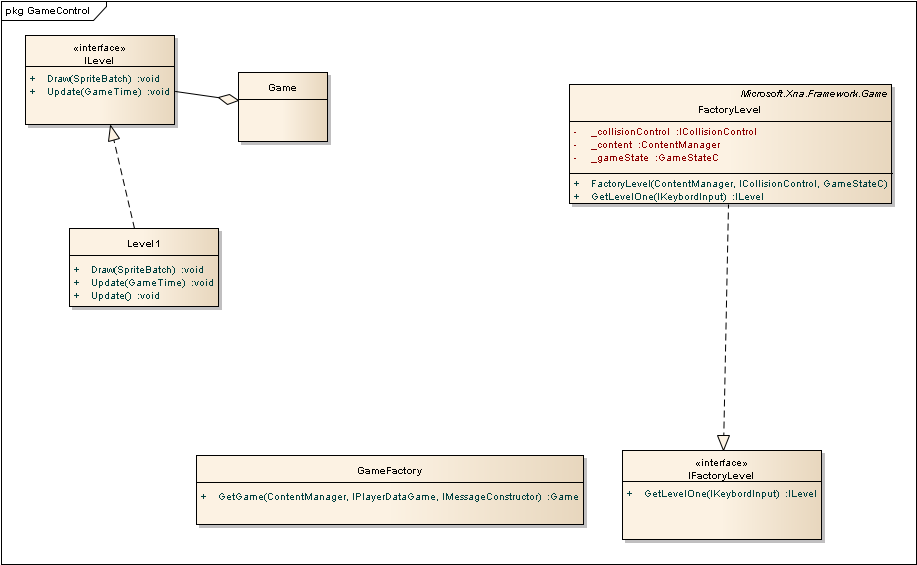 pkg GameControl
«interface»
ILevel
+ Draw(SpriteBatch) :void
+ Update(GameTime) :void
Game
Microsoft.Xna.Framework.Game
FactoryLevel
- _collisionControl :ICollisionControl
- _content :ContentManager
- _gameState :GameStateC
+ FactoryLevel(ContentManager, ICollisionControl, GameStateC)
+ GetLevelOne(IKeybordInput) :ILevel
Level1
+ Draw(SpriteBatch) :void
+ Update(GameTime) :void
+ Update() :void
GameFactory
+ GetGame(ContentManager, IPlayerDataGame, IMessageConstructor) :Game
«interface»
IFactoryLevel
+ GetLevelOne(IKeybordInput) :ILevel